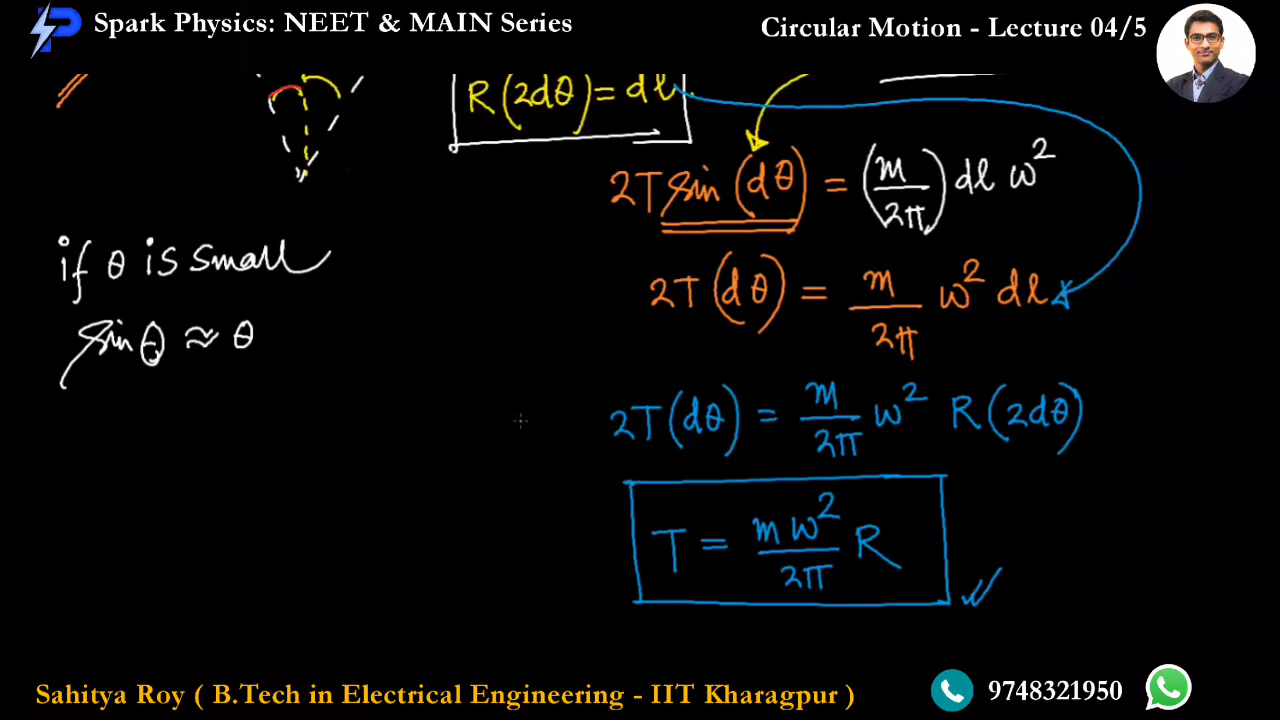 Spark Physics: NEET & MAIN Series
Circular Motion - Lecture 04/5
R(2dθ)=dl
2T sin(dθ) = (m/2π) dl ω²
if θ is small
2T(dθ) = m/2π ω² dl
sinθ ≈ θ
2T(dθ) = m/2π ω² R(2dθ)
T = mω²/2π R
Sahitya Roy ( B.Tech in Electrical Engineering - IIT Kharagpur )
9748321950